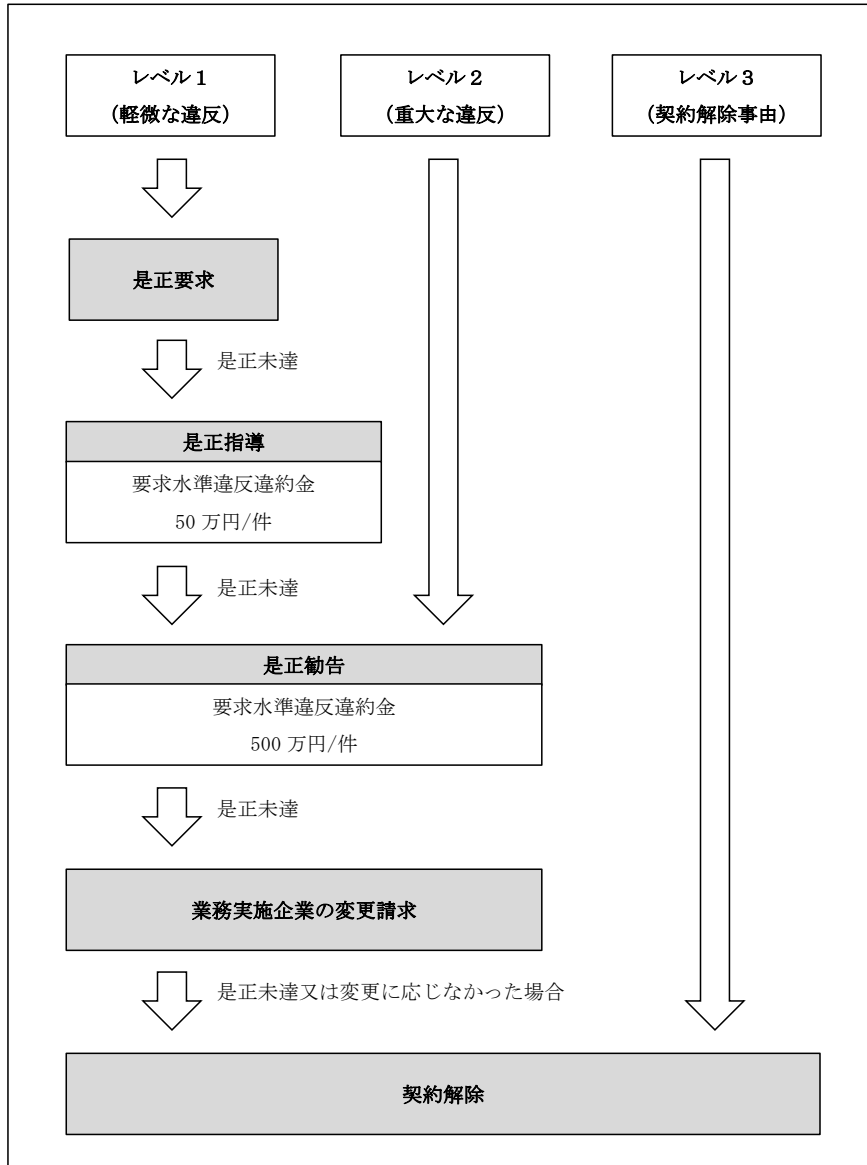 レベル１
（軽微な違反）
レベル２
（重大な違反）
レベル３
（契約解除事由）
是正要求
是正未達
是正指導
要求水準違反違約金
50 万円/件
是正未達
是正勧告
要求水準違反違約金
500 万円/件
是正未達
業務実施企業の変更請求
是正未達又は変更に応じなかった場合
契約解除